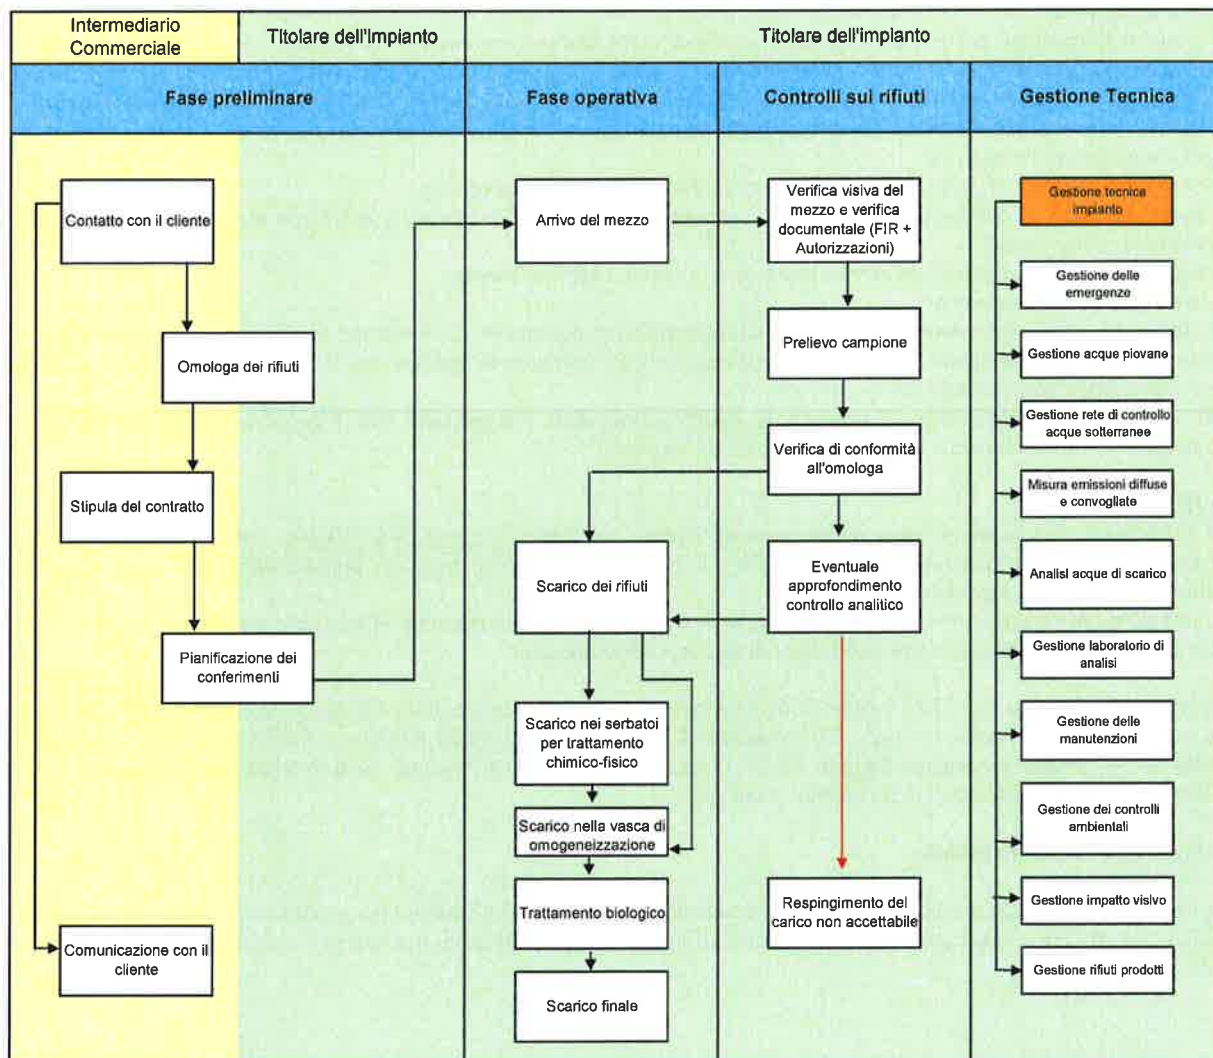 Intermediario
Commerciale
Titolare dell'Impianto
Titolare dell'impianto
Fase preliminare
Fase operativa
Controlli sui rifiuti
Gestione Tecnica
Contatto con il cliente
Omologa dei rifiuti
Stipula del contratto
Pianificazione dei
conferimenti
Comunicazione con il
cliente
Arrivo del mezzo
Scarico dei rifiuti
Scarico nei serbatoi
per trattamento
chimico-fisico
Scarico nella vasca di
omogeneizzazione
Trattamento biologico
Scarico finale
Verifica visiva del
mezzo e verifica
documentale (FIR +
Autorizzazioni)
Prelievo campione
Verifica di conformità
all'omologa
Eventuale
approfondimento
controllo analitico
Respingimento del
carico non accettabile
Gestione tecnica
impianto
Gestione delle
emergenze
Gestione acque piovane
Gestione rete di controllo
acque sotterranee
Misura emissioni diffuse
e convogliate
Analisi acque di scarico
Gestione laboratorio di
analisi
Gestione delle
manutenzioni
Gestione dei controlli
ambientali
Gestione impatto visivo
Gestione rifiuti prodotti